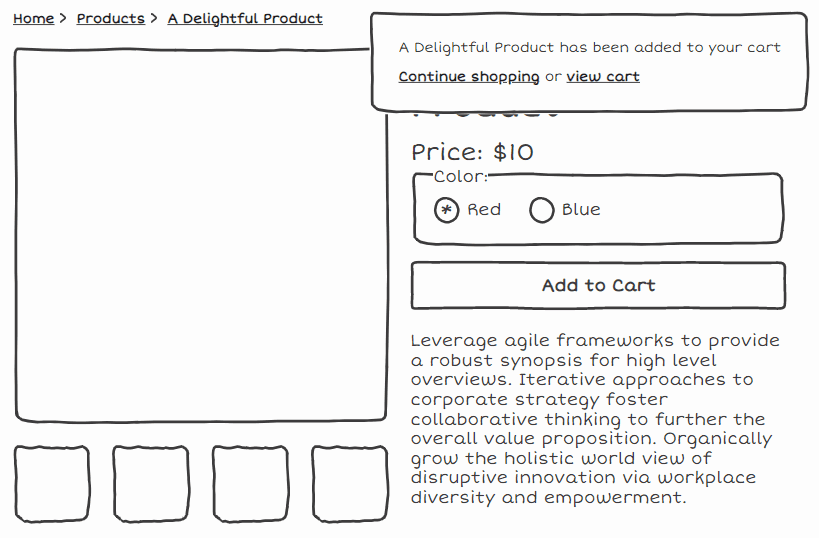 Home > Products > A Delightful Product
A Delightful Product has been added to your cart
Continue shopping or view cart
Price: $10
Color:
* Red Blue
Add to Cart
Leverage agile frameworks to provide
a robust synopsis for high level
overviews. Iterative approaches to
corporate strategy foster
collaborative thinking to further the
overall value proposition. Organically
grow the holistic world view of
disruptive innovation via workplace
diversity and empowerment.